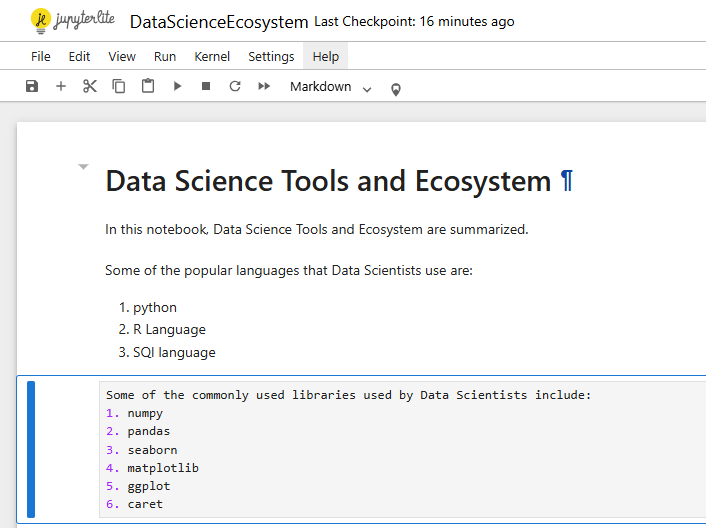 jupyterlite DataScienceEcosystem Last Checkpoint: 16 minutes ago
File Edit View Run Kernel Settings Help
Markdown
Data Science Tools and Ecosystem ¶
In this notebook, Data Science Tools and Ecosystem are summarized.
Some of the popular languages that Data Scientists use are:
1. python
2. R Language
3. SQl language
Some of the commonly used libraries used by Data Scientists include:
1. numpy
2. pandas
3. seaborn
4. matplotlib
5. ggplot
6. caret